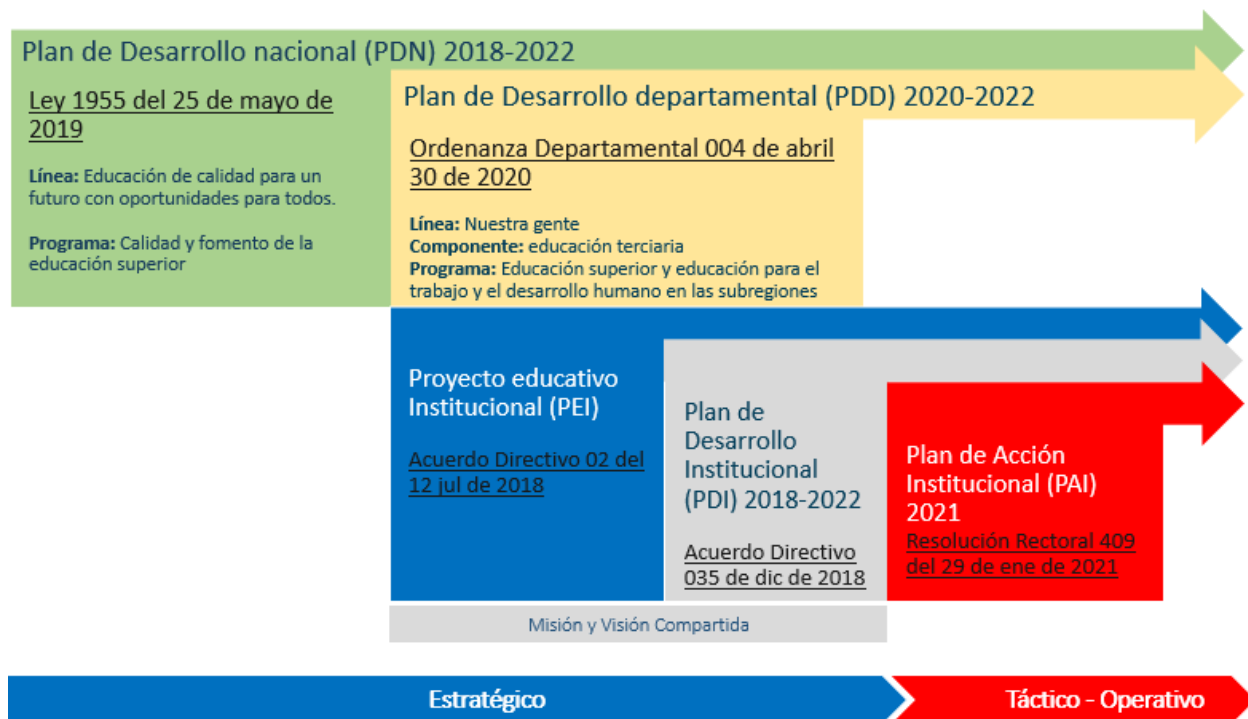 Plan de Desarrollo nacional (PDN) 2018-2022
Ley 1955 del 25 de mayo de
2019
Línea: Educación de calidad para un
futuro con oportunidades para todos.
Programa: Calidad y fomento de la
educación superior
Plan de Desarrollo departamental (PDD) 2020-2022
Ordenanza Departamental 004 de abril
30 de 2020
Línea: Nuestra gente
Componente: educación terciaria
Programa: Educación superior y educación para el
trabajo y el desarrollo humano en las subregiones
Proyecto educativo
Institucional (PEI)
Acuerdo Directivo 02 del
12 jul de 2018
Plan de
Desarrollo
Institucional
(PDI) 2018-2022
Acuerdo Directivo
035 de dic de 2018
Plan de Acción
Institucional (PAI)
2021
Resolución Rectoral 409
del 29 de ene de 2021
Misión y Visión Compartida
Estratégico
Táctico - Operativo